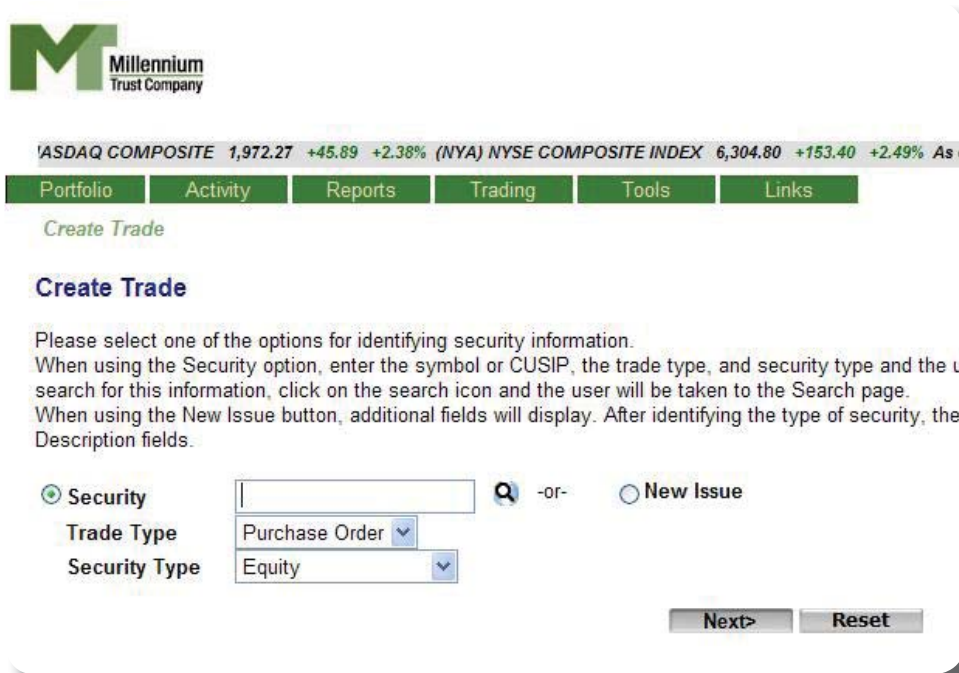 Millennium
Trust Company
ASDAQ COMPOSITE 1,972.27 +45.89 +2.38% (NYA) NYSE COMPOSITE INDEX 6,304.80 +153.40 +2.49% As
Portfolio Activity Reports Trading Tools Links
Create Trade
Create Trade
Please select one of the options for identifying security information.
When using the Security option, enter the symbol or CUSIP, the trade type, and security type and the u
search for this information, click on the search icon and the user will be taken to the Search page.
When using the New Issue button, additional fields will display. After identifying the type of security, the
Description fields.
Security -or- New Issue
Trade Type Purchase Order
Security Type Equity
Next> Reset